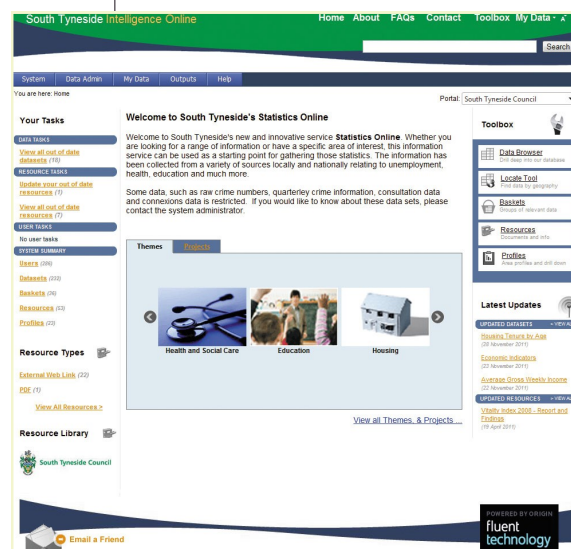 South Tyneside Intelligence Online
Home About FAQs Contact Toolbox My Data
Search
System Data Admin My Data Outputs Help
You are here: Home
Portal: South Tyneside Council
Your Tasks
DATA TASKS
View all out of date
datasets (18)
RESOURCE TASKS
Update your out of date
resources (1)
View all out of date
resources (7)
USER TASKS
No user tasks
SYSTEM SUMMARY
Users
Datasets
Baskets
Resources (53)
Profiles (23)
Resource Types
External Web Link (22)
PDF (1)
View All Resources >
Resource Library
South Tyneside Council
Welcome to South Tyneside's Statistics Online
Welcome to South Tyneside's new and innovative service Statistics Online. Whether you
are looking for a range of information or have a specific area of interest, this information
service can be used as a starting point for gathering those statistics. The information has
been collected from a variety of sources locally and nationally relating to unemployment,
health, education and much more.
Some data, such as raw crime numbers, quarterley crime information, consultation data
and connexions data is restricted. If you would like to know about these data sets, please
contact the system administrator.
Themes Projects
Health and Social Care Education Housing
View all Themes, & Projects ...
Toolbox
Data Browser
Drill deep into our database
Locate Tool
Find data by geography
Baskets
Groups of relevant data
Resources
Documents and info.
Profiles
Area profiles and drill down
Latest Updates
UPDATED DATASETS
Housing Tenure by Age
(28 November 2011)
Economic Indicators
(23 November 2011)
Average Gross Weekly Income
(22 November 2011)
UPDATED RESOURCES
Vitality Index 2008 - Report and
Findings
(19 April 2011)
Email a Friend
POWERED BY ORIGIN
fluent
technology